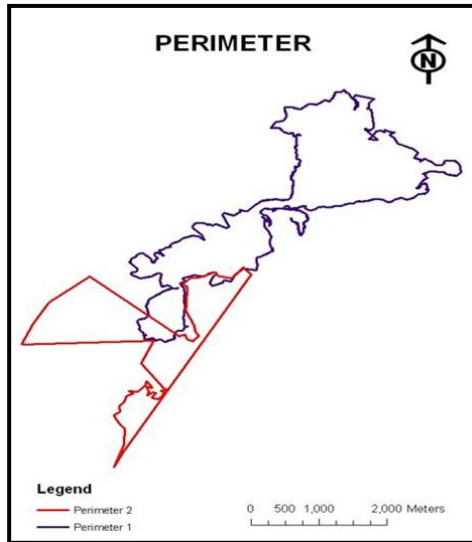 PERIMETER
N
Legend
Perimeter 2
Perimeter 1
0 500 1,000 2,000 Meters